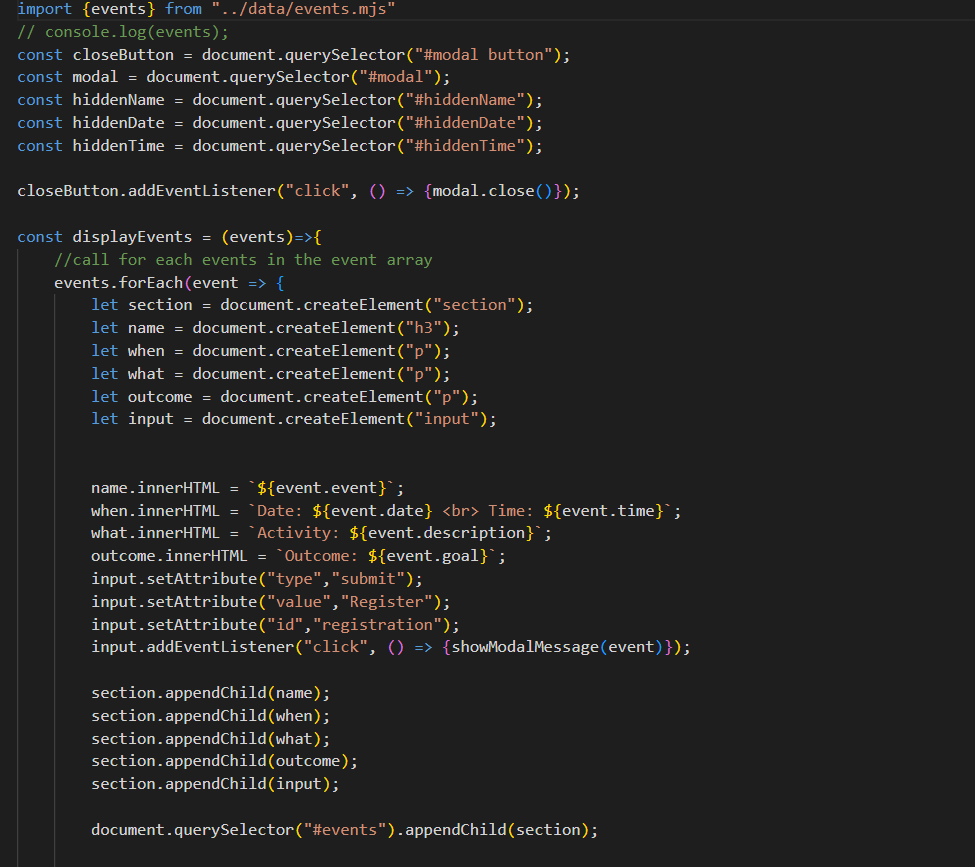 import {events} from "../data/events.mjs"
// console.log(events);
const closeButton = document.querySelector("#modal button");
const modal = document.querySelector("#modal");
const hiddenName = document.querySelector("#hiddenName");
const hiddenDate = document.querySelector("#hiddenDate");
const hiddenTime = document.querySelector("#hiddenTime");

closeButton.addEventListener("click", () => {modal.close()});

const displayEvents = (events)=>{
    //call for each events in the event array
    events.forEach(event => {
        let section = document.createElement("section");
        let name = document.createElement("h3");
        let when = document.createElement("p");
        let what = document.createElement("p");
        let outcome = document.createElement("p");
        let input = document.createElement("input");


        name.innerHTML = `${event.event}`;
        when.innerHTML = `Date: ${event.date} <br> Time: ${event.time}`;
        what.innerHTML = `Activity: ${event.description}`;
        outcome.innerHTML = `Outcome: ${event.goal}`;
        input.setAttribute("type","submit");
        input.setAttribute("value","Register");
        input.setAttribute("id","registration");
        input.addEventListener("click", () => {showModalMessage(event)});

        section.appendChild(name);
        section.appendChild(when);
        section.appendChild(what);
        section.appendChild(outcome);
        section.appendChild(input);

        document.querySelector("#events").appendChild(section);